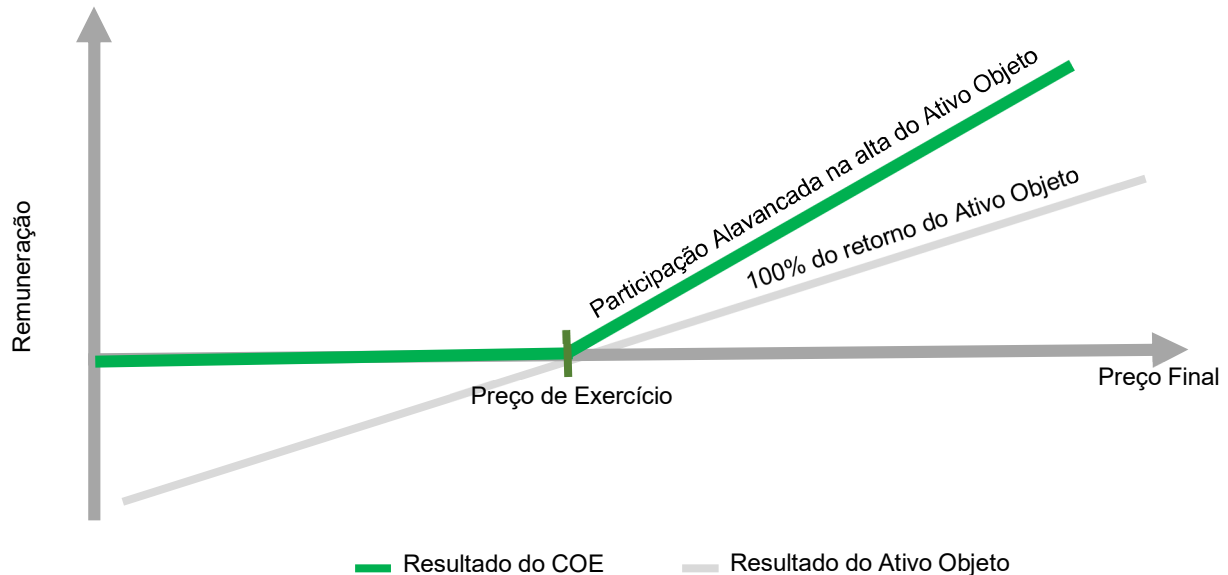 Participação Alavancada na alta do Ativo Objeto
100% do retorno do Ativo Objeto
Remuneração
Preço Final
Preço de Exercício
Resultado do COE
Resultado do Ativo Objeto